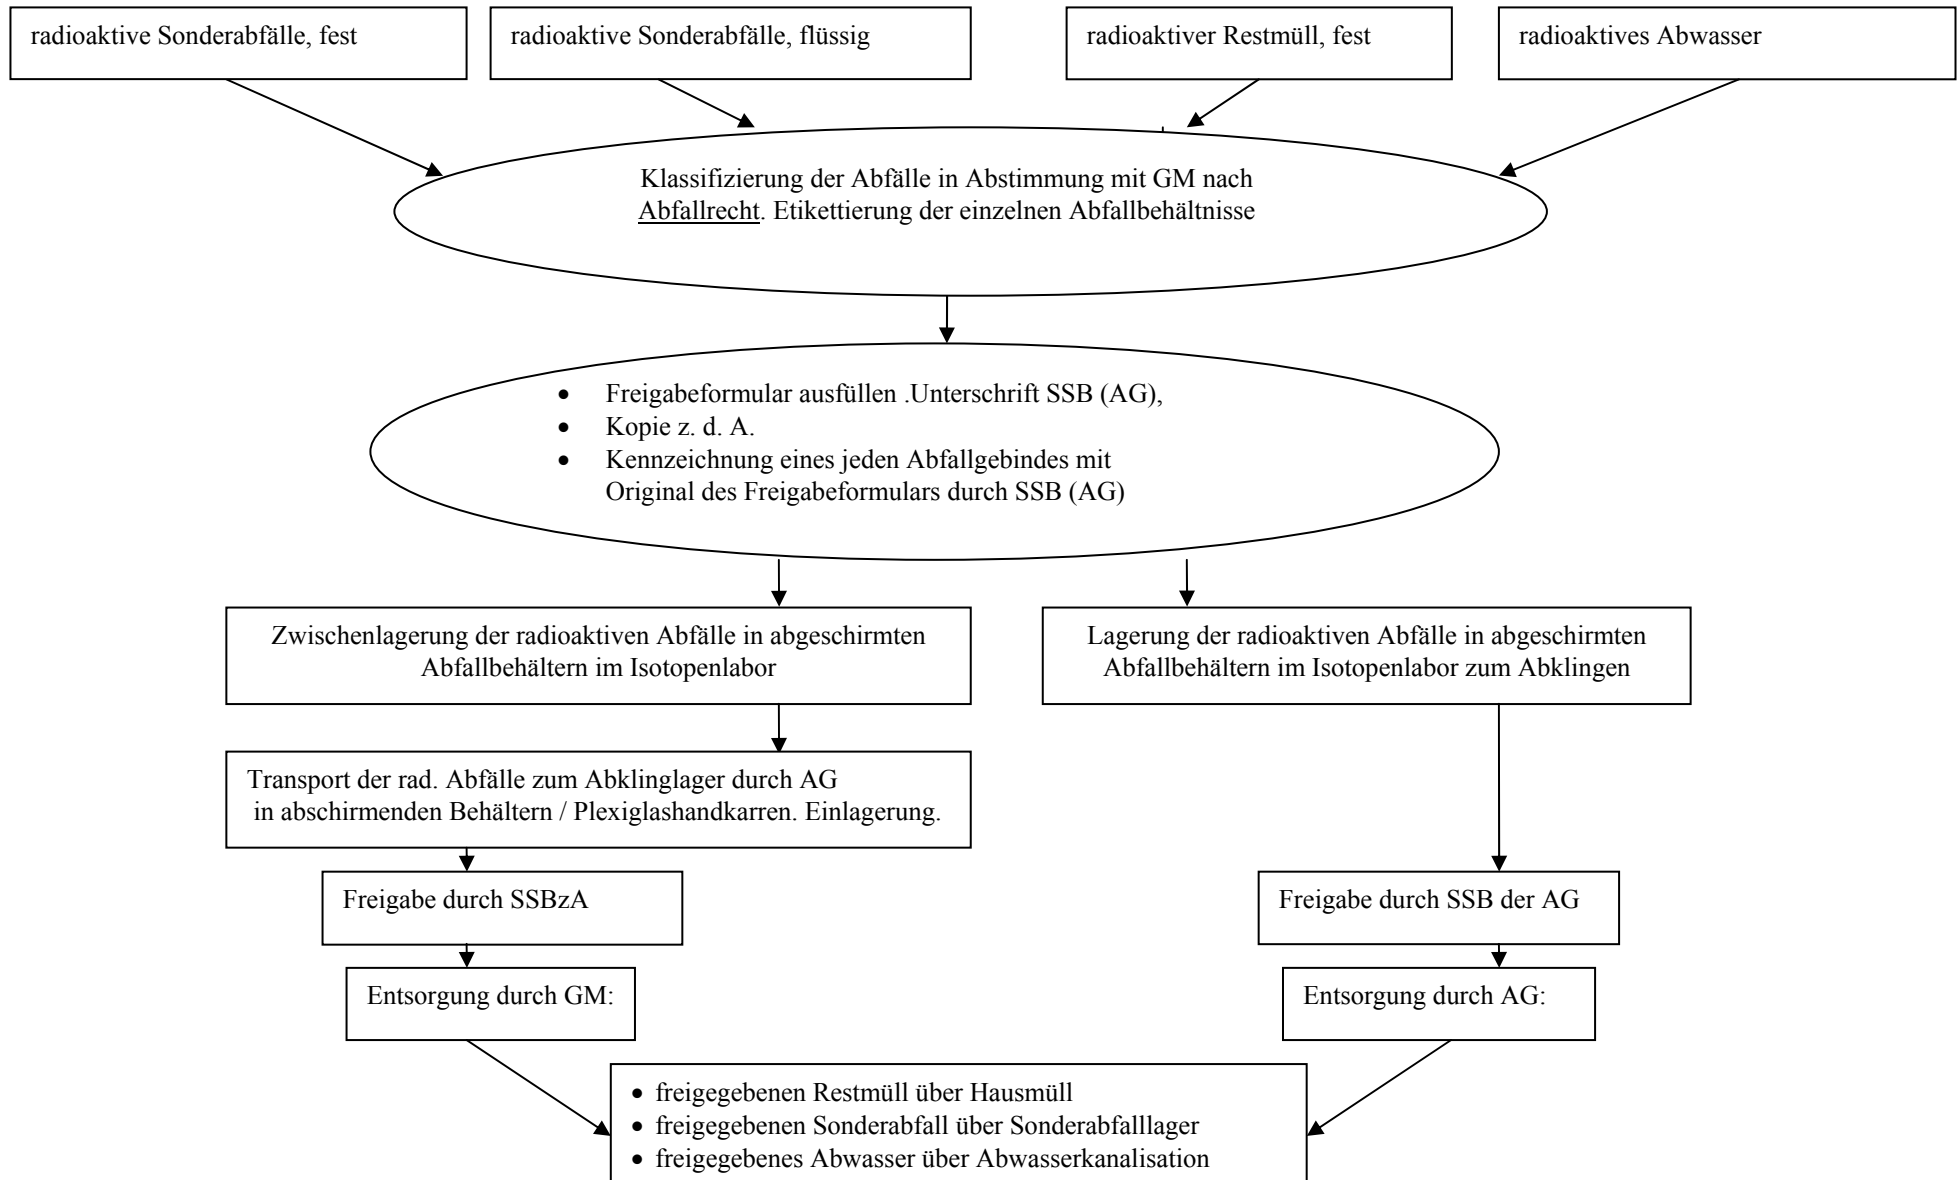 radioaktive Sonderabfälle, fest
radioaktive Sonderabfälle, flüssig
radioaktiver Restmüll, fest
radioaktives Abwasser
Klassifizierung der Abfälle in Abstimmung mit GM nach
Abfallrecht. Etikettierung der einzelnen Abfallbehältnisse
• Freigabeformular ausfüllen .Unterschrift SSB (AG),
• Kopie z. d. A.
• Kennzeichnung eines jeden Abfallgebindes mit
Original des Freigabeformulars durch SSB (AG)
Zwischenlagerung der radioaktiven Abfälle in abgeschirmten
Abfallbehältern im Isotopenlabor
Lagerung der radioaktiven Abfälle in abgeschirmten
Abfallbehältern im Isotopenlabor zum Abklingen
Transport der rad. Abfälle zum Abklinglager durch AG
in abschirmenden Behältern / Plexiglashandkarren. Einlagerung.
Freigabe durch SSBzA
Freigabe durch SSB der AG
Entsorgung durch GM:
Entsorgung durch AG:
• freigegebenen Restmüll über Hausmüll
• freigegebenen Sonderabfall über Sonderabfalllager
• freigegebenes Abwasser über Abwasserkanalisation